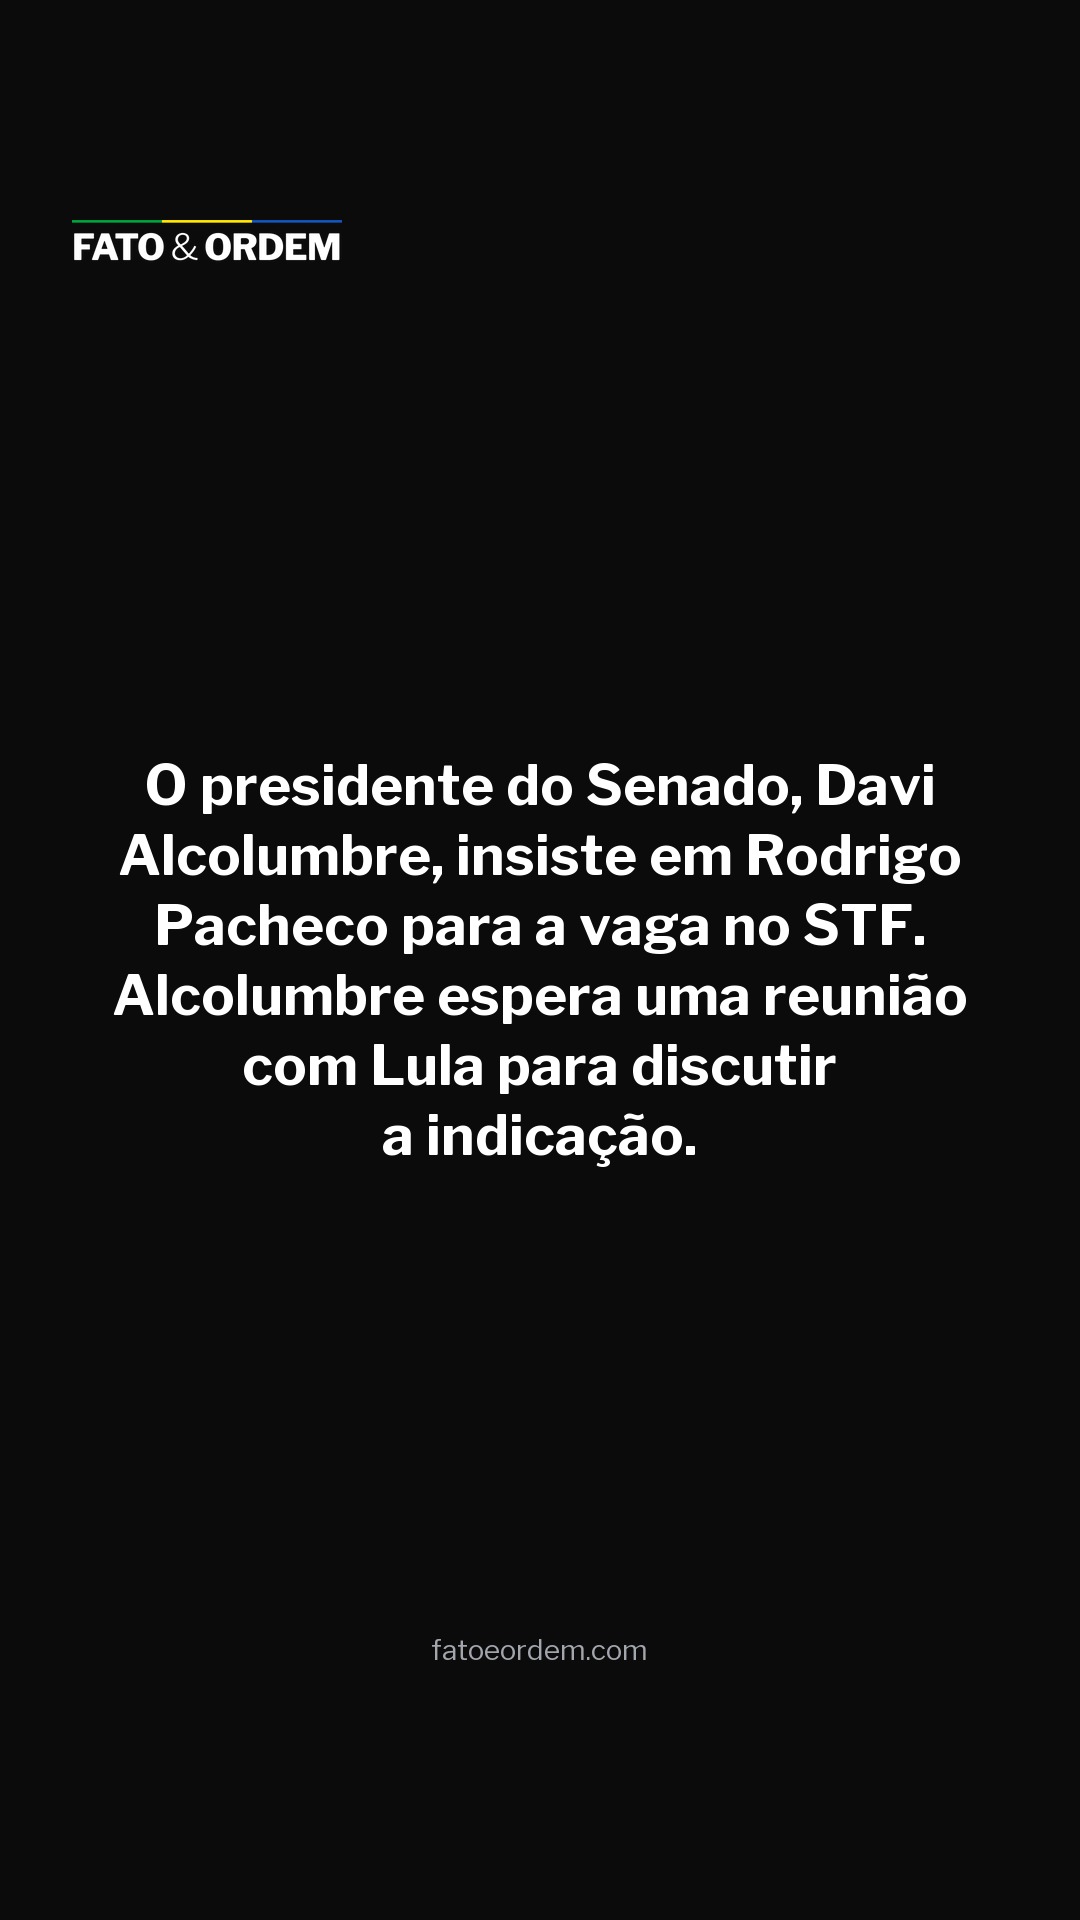 FATO & ORDEM
O presidente do Senado, Davi
Alcolumbre, insiste em Rodrigo
Pacheco para a vaga no STF.
Alcolumbre espera uma reunião
com Lula para discutir
a indicação.
fatoeordem.com